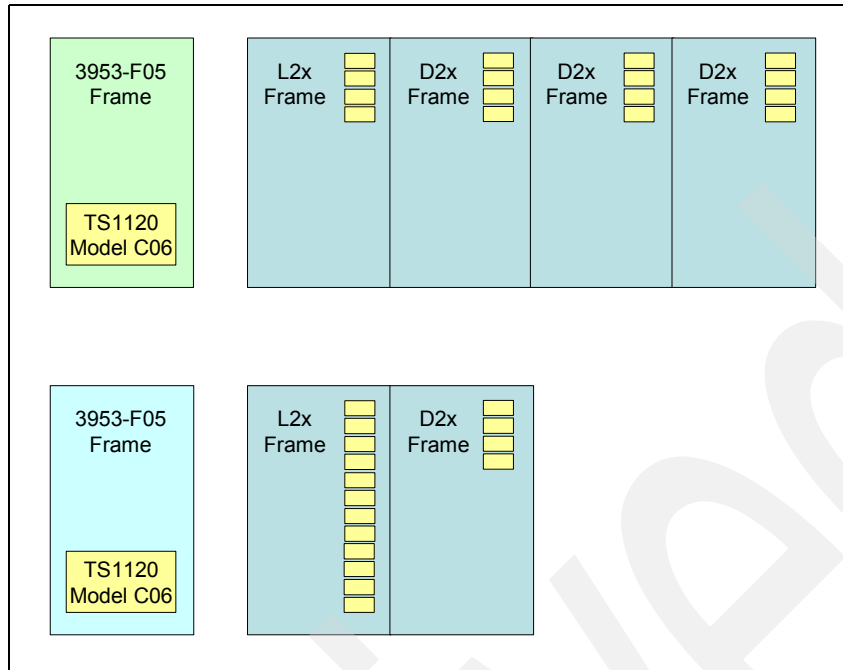 3953-F05
Frame
TS1120
Model C06
L2x
Frame
D2x
Frame
D2x
Frame
D2x
Frame
3953-F05
Frame
TS1120
Model C06
L2x
Frame
D2x
Frame